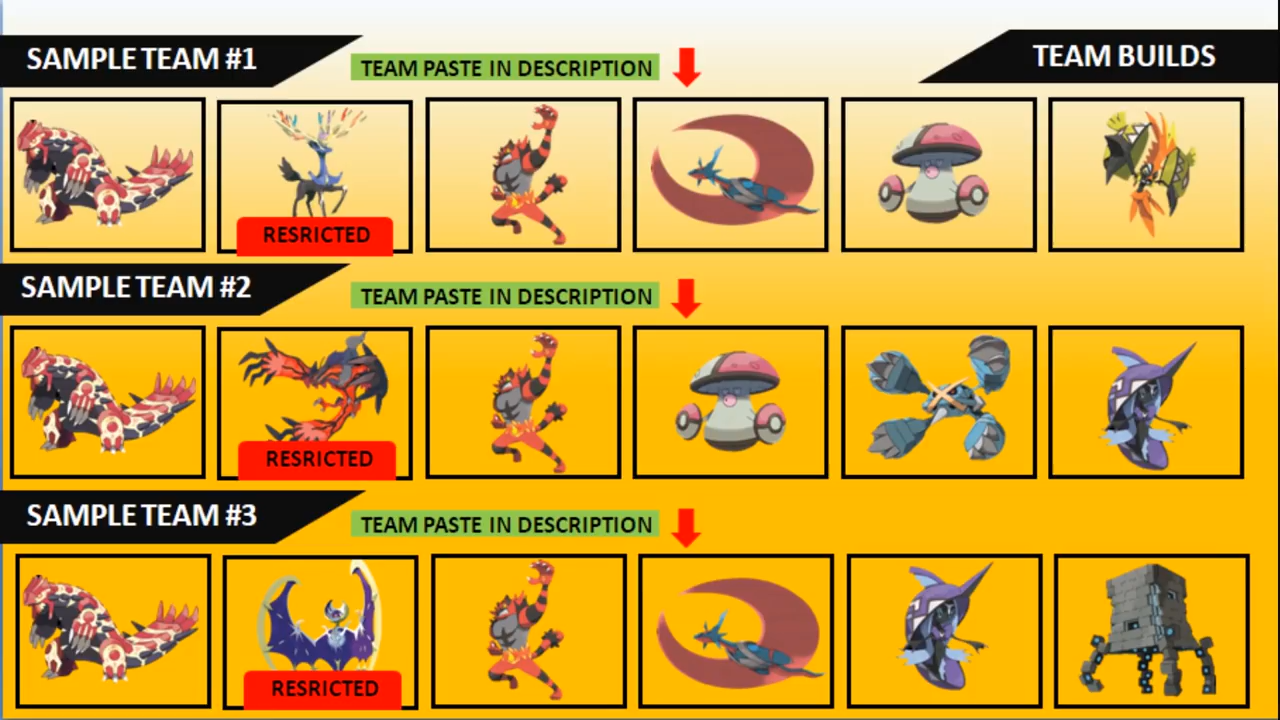 SAMPLE TEAM #1
TEAM PASTE IN DESCRIPTION
TEAM BUILDS
RESRICTED
SAMPLE TEAM #2
TEAM PASTE IN DESCRIPTION
RESRICTED
SAMPLE TEAM #3
TEAM PASTE IN DESCRIPTION
RESRICTED